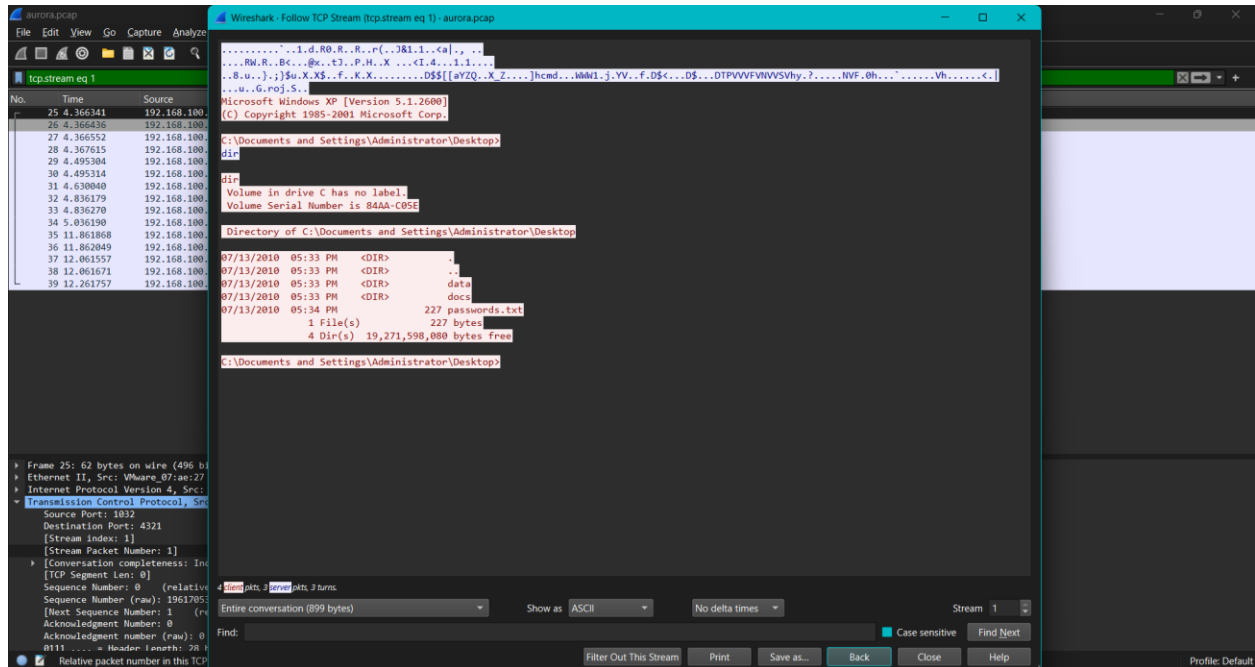 aurora.pcap
File Edit View Go Capture Analyze
tcp.stream eq 1
No. Time Source
25 4.366341 192.168.100.
26 4.366436 192.168.100.
27 4.366552 192.168.100.
28 4.367615 192.168.100.
29 4.495304 192.168.100.
30 4.495314 192.168.100.
31 4.630040 192.168.100.
32 4.836179 192.168.100.
33 4.836270 192.168.100.
34 5.036190 192.168.100.
35 11.861868 192.168.100.
36 11.862049 192.168.100.
37 12.061557 192.168.100.
38 12.061671 192.168.100.
39 12.261757 192.168.100.
Frame 25: 62 bytes on wire (496 bi
Ethernet II, Src: VMware_07:ae:27
Internet Protocol Version 4, Src:
Transmission Control Protocol, Src
Source Port: 1032
Destination Port: 4321
[Stream index: 1]
[Stream Packet Number: 1]
[Conversation completeness: Inc
[TCP Segment Len: 0]
Sequence Number: 0 (relative
Sequence Number (raw): 19617053
[Next Sequence Number: 1 (re
Acknowledgment Number: 0
Acknowledgment number (raw): 0
0111 .... = Header Length: 28 b
Relative packet number in this TCP
Wireshark · Follow TCP Stream (tcp.stream eq 1) · aurora.pcap
Microsoft Windows XP [Version 5.1.2600]
(C) Copyright 1985-2001 Microsoft Corp.
C:\Documents and Settings\Administrator\Desktop>
dir
dir
Volume in drive C has no label.
Volume Serial Number is 84AA-C05E
Directory of C:\Documents and Settings\Administrator\Desktop
07/13/2010 05:33 PM <DIR> .
07/13/2010 05:33 PM <DIR> ..
07/13/2010 05:33 PM <DIR> data
07/13/2010 05:33 PM <DIR> docs
07/13/2010 05:34 PM 227 passwords.txt
1 File(s) 227 bytes
4 Dir(s) 19,271,598,080 bytes free
C:\Documents and Settings\Administrator\Desktop>
4 client pkts, 3 server pkts, 3 turns.
Entire conversation (899 bytes) Show as ASCII No delta times Stream 1
Find: Case sensitive Find Next
Filter Out This Stream Print Save as... Back Close Help
Profile: Default